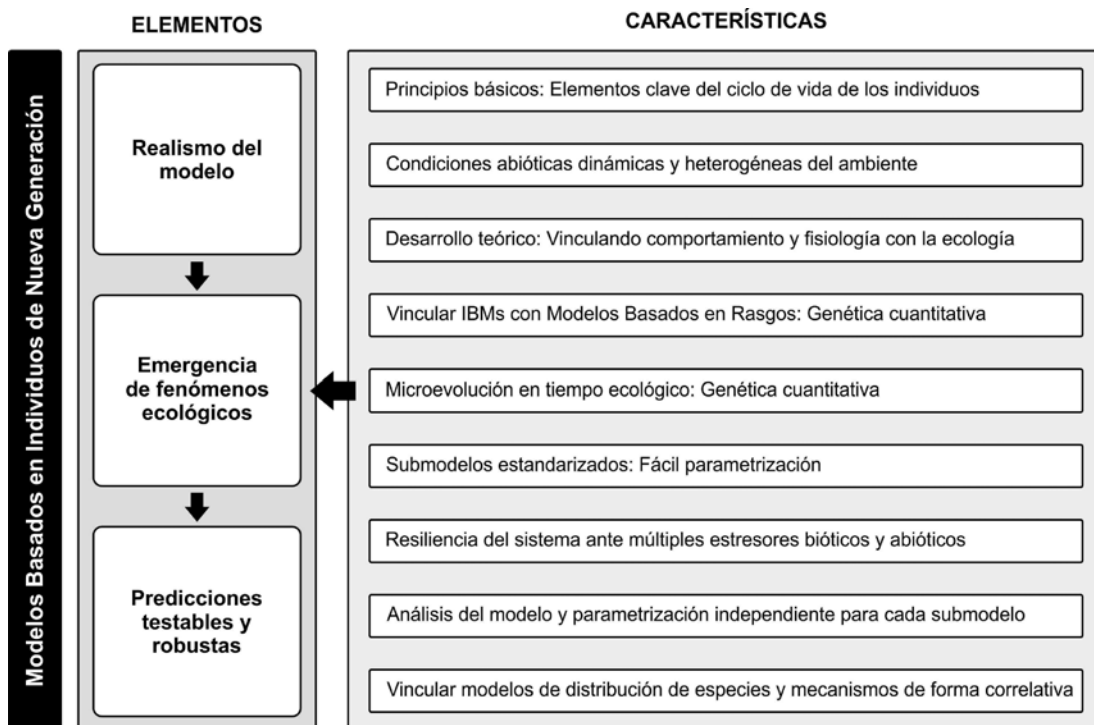 ELEMENTOS
CARACTERÍSTICAS
Modelos Basados en Individuos de Nueva Generación
Realismo del
modelo
Emergencia
de fenómenos
ecológicos
Predicciones
testables y
robustas
Principios básicos: Elementos clave del ciclo de vida de los individuos
Condiciones abióticas dinámicas y heterogéneas del ambiente
Desarrollo teórico: Vinculando comportamiento y fisiología con la ecología
Vincular IBMs con Modelos Basados en Rasgos: Genética cuantitativa
Microevolución en tiempo ecológico: Genética cuantitativa
Submodelos estandarizados: Fácil parametrización
Resiliencia del sistema ante múltiples estresores bióticos y abióticos
Análisis del modelo y parametrización independiente para cada submodelo
Vincular modelos de distribución de especies y mecanismos de forma correlativa